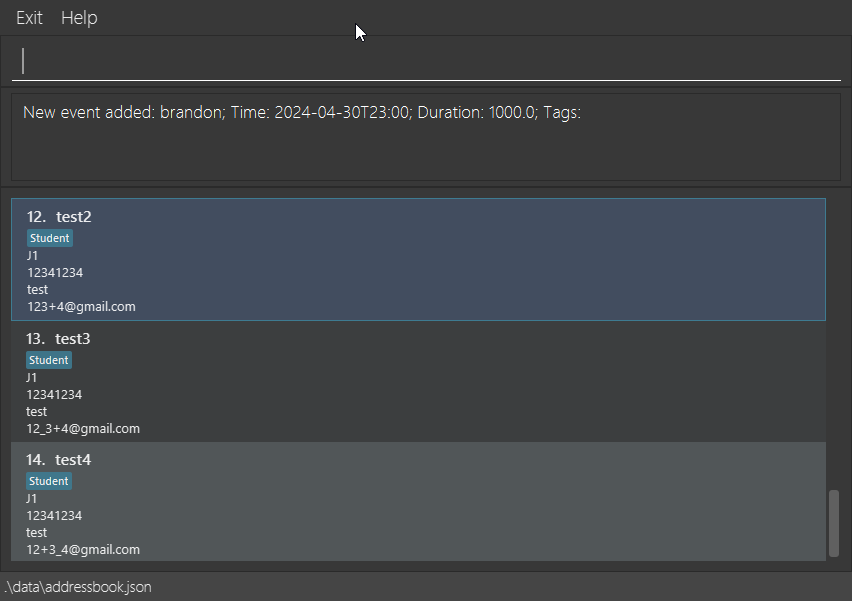 Exit Help
New event added: brandon; Time: 2024-04-30T23:00; Duration: 1000.0; Tags:
12. test2
Student
J1
12341234
test
123+4@gmail.com
13. test3
Student
J1
12341234
test
12_3+4@gmail.com
14. test4
Student
J1
12341234
test
12+3_4@gmail.com
.\data\addressbook.json